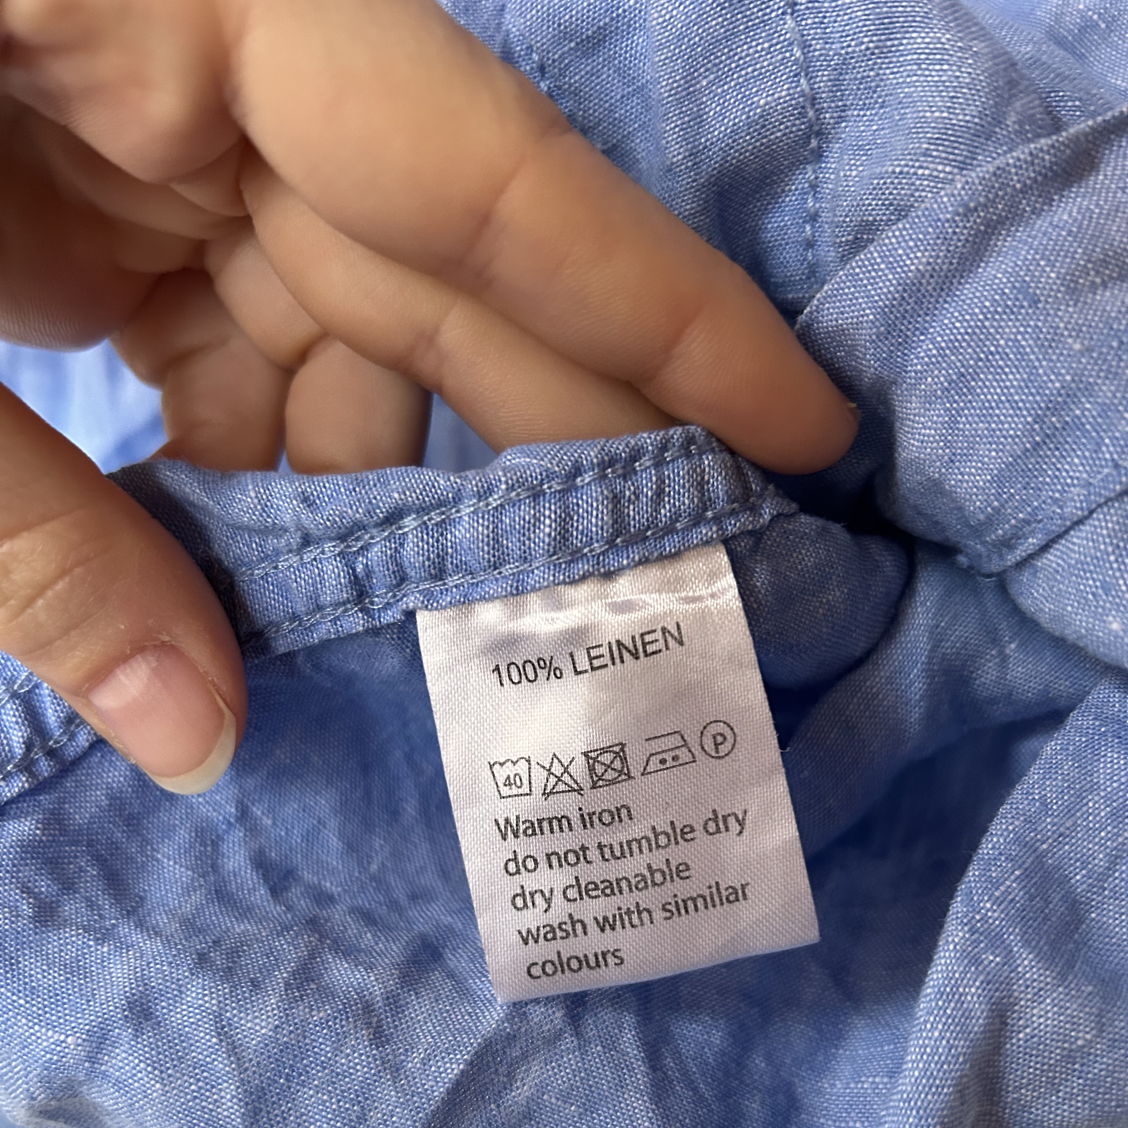 100% LEINEN
40 P
Warm iron
do not tumble dry
dry cleanable
wash with similar
colours